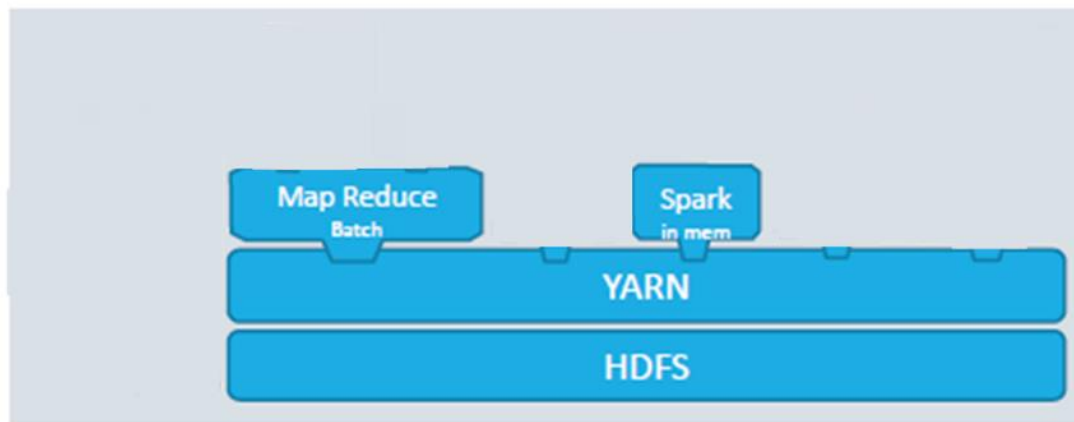 Map Reduce
Batch
Spark
in mem
YARN
HDFS